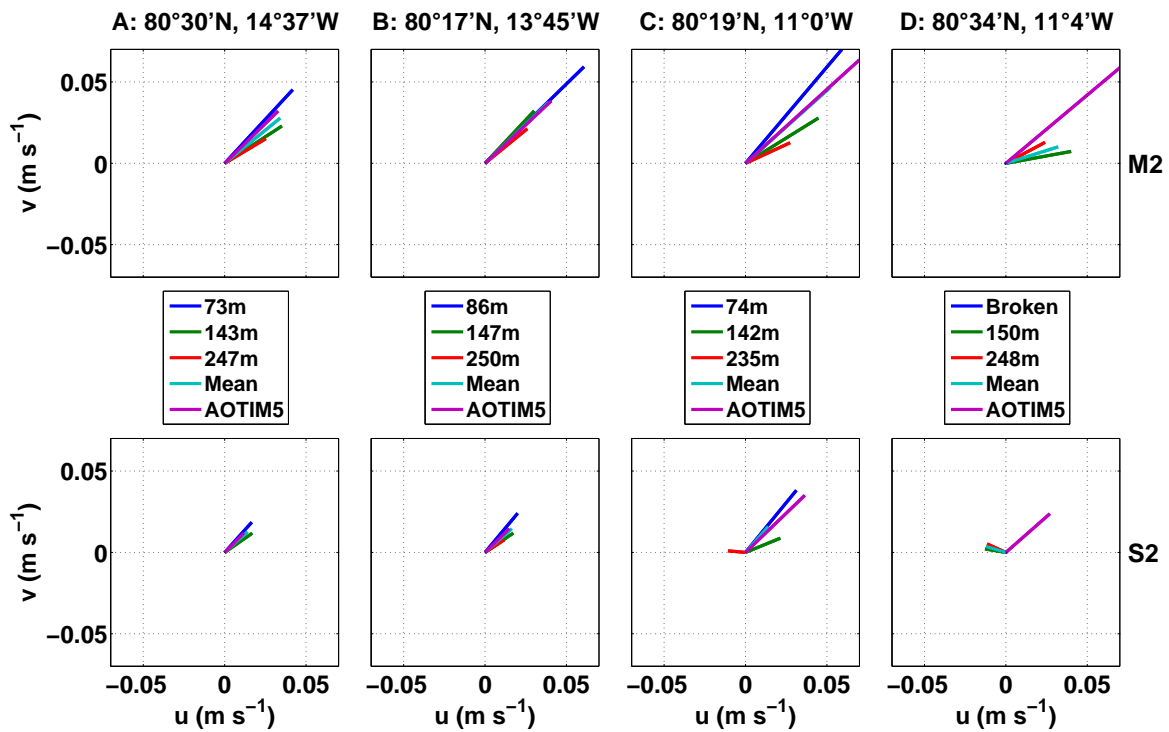 A: 80°30’N, 14°37’W
B: 80°17’N, 13°45’W
C: 80°19’N, 11°0’W
D: 80°34’N, 11°4’W
v (m s⁻¹)
0.05
0
−0.05
M2
73m
143m
247m
Mean
AOTIM5
86m
147m
250m
Mean
AOTIM5
74m
142m
235m
Mean
AOTIM5
Broken
150m
248m
Mean
AOTIM5
v (m s⁻¹)
0.05
0
−0.05
S2
−0.05 0 0.05
−0.05 0 0.05
−0.05 0 0.05
−0.05 0 0.05
u (m s⁻¹)
u (m s⁻¹)
u (m s⁻¹)
u (m s⁻¹)